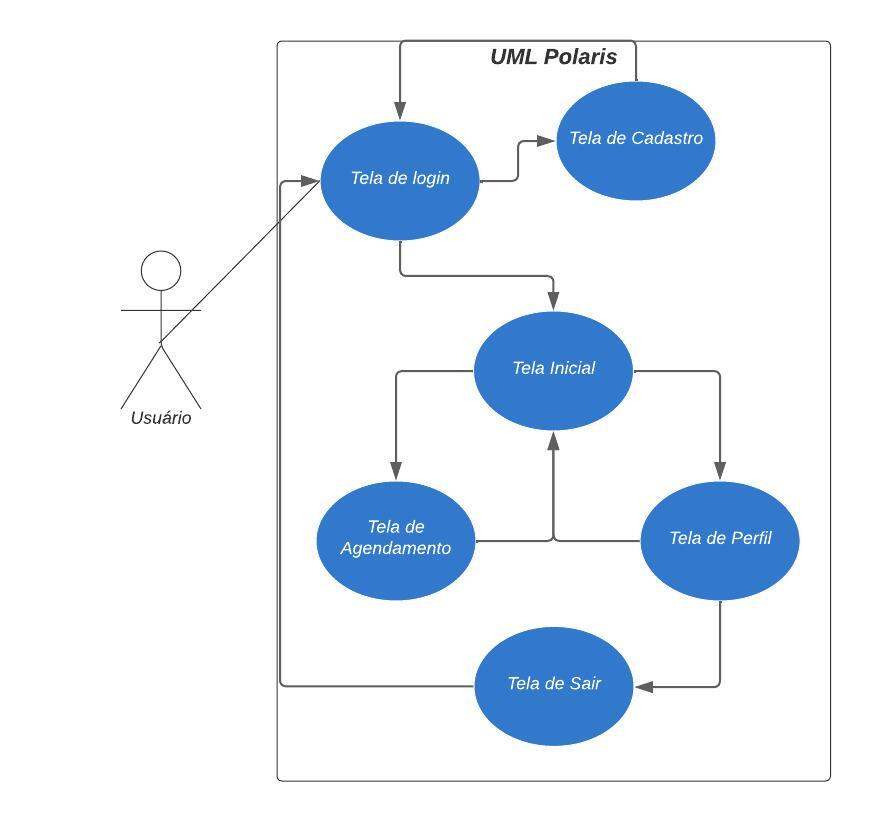 UML Polaris
Tela de Cadastro
Tela de login
Usuário
Tela Inicial
Tela de
Agendamento
Tela de Perfil
Tela de Sair